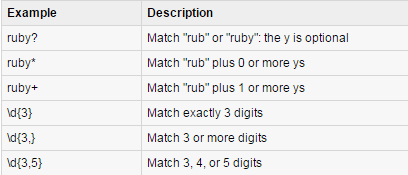 Example Description
ruby? Match "rub" or "ruby": the y is optional
ruby* Match "rub" plus 0 or more ys
ruby+ Match "rub" plus 1 or more ys
\d{3} Match exactly 3 digits
\d{3,} Match 3 or more digits
\d{3,5} Match 3, 4, or 5 digits